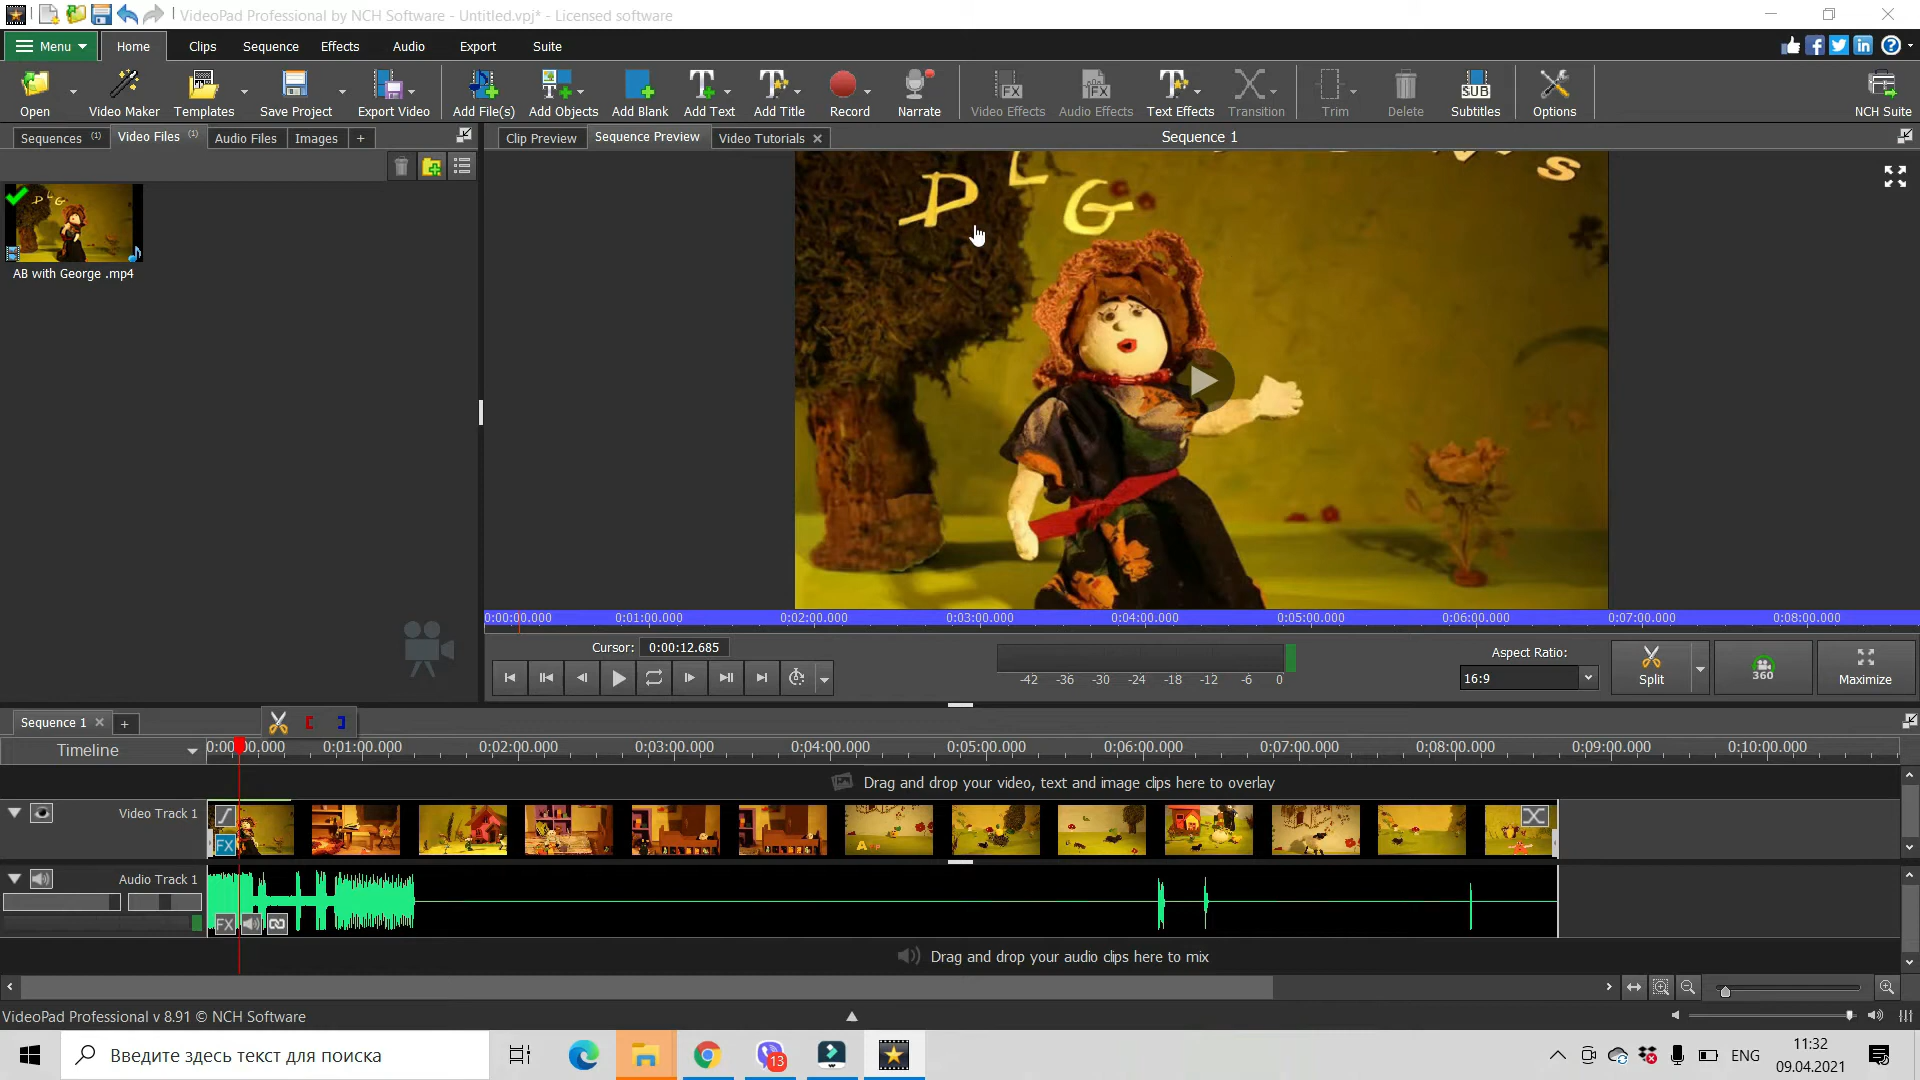 VideoPad Professional by NCH Software - Untitled.vpj* - Licensed software
Menu Home Clips Sequence Effects Audio Export Suite
Open Video Maker Templates Save Project Export Video Add File(s) Add Objects Add Blank Add Text Add Title Record Narrate Video Effects Audio Effects Text Effects Transition Trim Delete Subtitles Options NCH Suite
Sequences (1) Video Files (1) Audio Files Images + Clip Preview Sequence Preview Video Tutorials Sequence 1
D L G
s
AB with George .mp4
0:00:00.000 0:01:00.000 0:02:00.000 0:03:00.000 0:04:00.000 0:05:00.000 0:06:00.000 0:07:00.000 0:08:00.000
Cursor: 0:00:12.685
-42 -36 -30 -24 -18 -12 -6 0
Aspect Ratio:
16:9
Split 360 Maximize
Sequence 1
Timeline 0:00:00.000 0:01:00.000 0:02:00.000 0:03:00.000 0:04:00.000 0:05:00.000 0:06:00.000 0:07:00.000 0:08:00.000 0:09:00.000 0:10:00.000
Drag and drop your video, text and image clips here to overlay
Video Track 1
FX
Audio Track 1
FX
Drag and drop your audio clips here to mix
VideoPad Professional v 8.91 © NCH Software
Введите здесь текст для поиска
13
ENG
11:32
09.04.2021